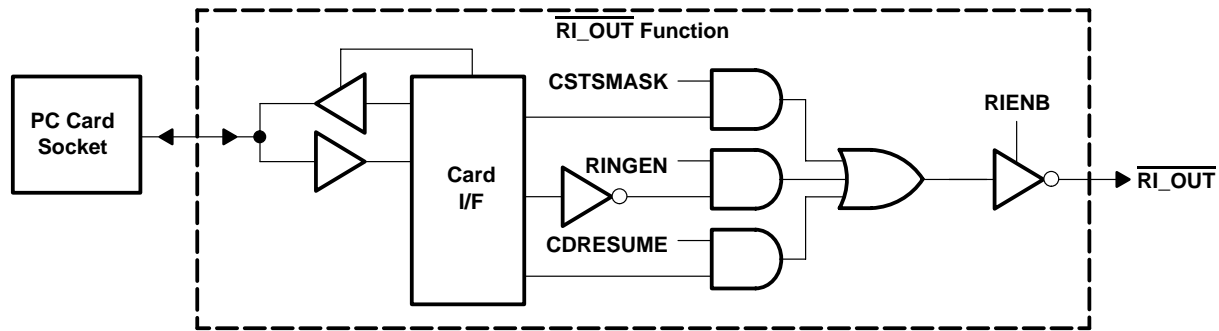 RI_OUT Function
PC Card
Socket
CSTSMASK
RIENB
Card
I/F
RINGEN
RI_OUT
CDRESUME